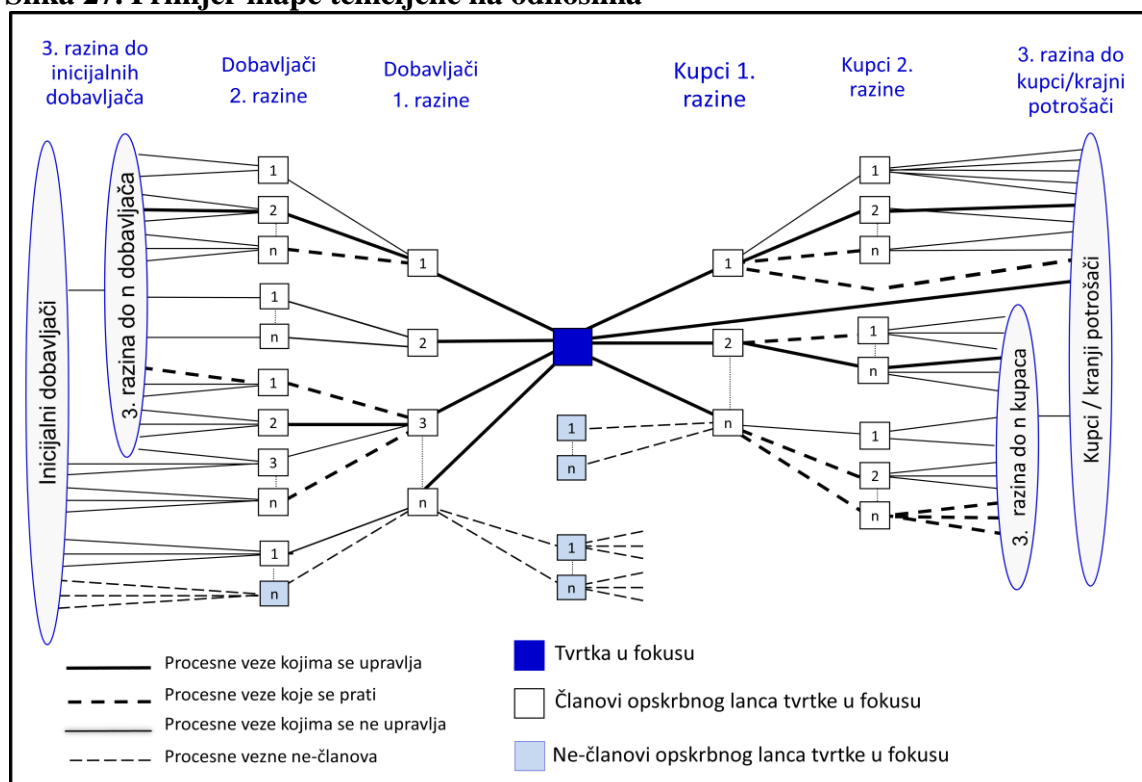 Slika 27. Primjer mape temeljene na odnosima
3. razina do
inicijalnih
dobavljača
Dobavljači
2. razine
Dobavljači
1. razine
Kupci 1.
razine
Kupci 2.
razine
3. razina do
kupci/krajni
potrošači
Inicijalni dobavljači
3. razina do n dobavljača
1
2
n
1
n
1
2
3
n
1
n
1
2
3
n
1
n
1
n
1
2
n
1
2
n
1
n
1
2
n
3. razina do n kupaca
Kupci / kranji potrošači
Procesne veze kojima se upravlja
Procesne veze koje se prati
Procesne veze kojima se ne upravlja
Procesne vezne ne-članova
Tvrtka u fokusu
Članovi opskrbnog lanca tvrtke u fokusu
Ne-članovi opskrbnog lanca tvrtke u fokusu